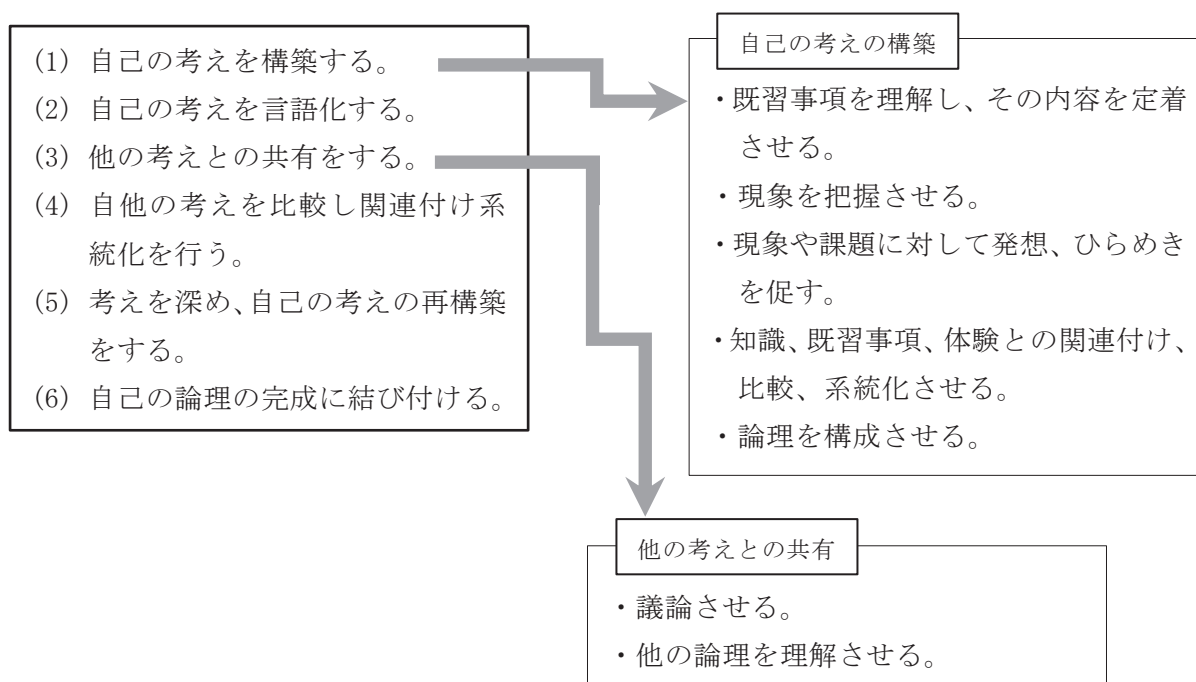 (1) 自己の考えを構築する。
(2) 自己の考えを言語化する。
(3) 他の考えとの共有をする。
(4) 自他の考えを比較し関連付け系
統化を行う。
(5) 考えを深め、自己の考えの再構築
をする。
(6) 自己の論理の完成に結び付ける。
自己の考えの構築
・既習事項を理解し、その内容を定着
させる。
・現象を把握させる。
・現象や課題に対して発想、ひらめき
を促す。
・知識、既習事項、体験との関連付け、
比較、系統化させる。
・論理を構成させる。
他の考えとの共有
・議論させる。
・他の論理を理解させる。